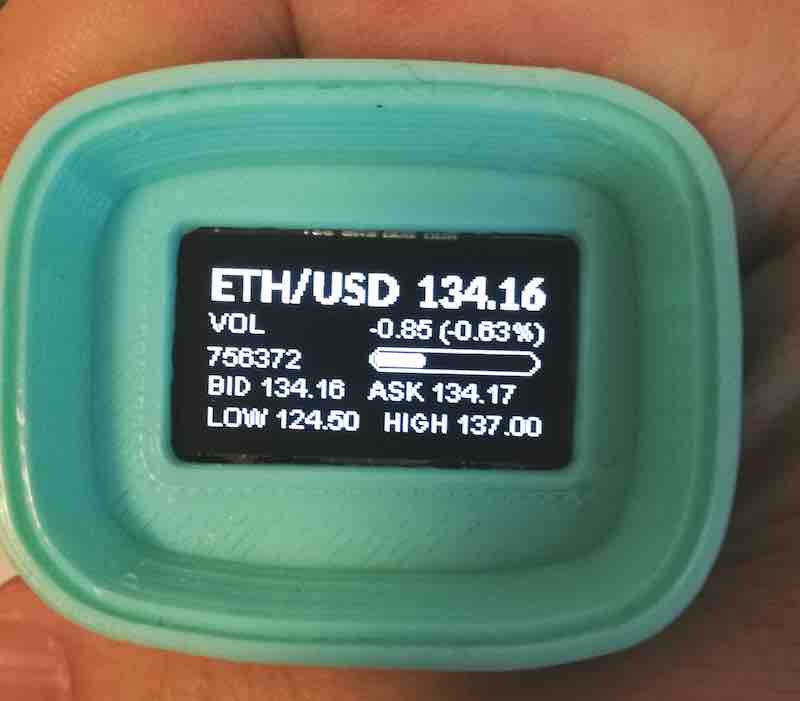 ETH/USD 134.16
VOL -0.85 (-0.63%)
756372
BID 134.16 ASK 134.17
LOW 124.50 HIGH 137.00